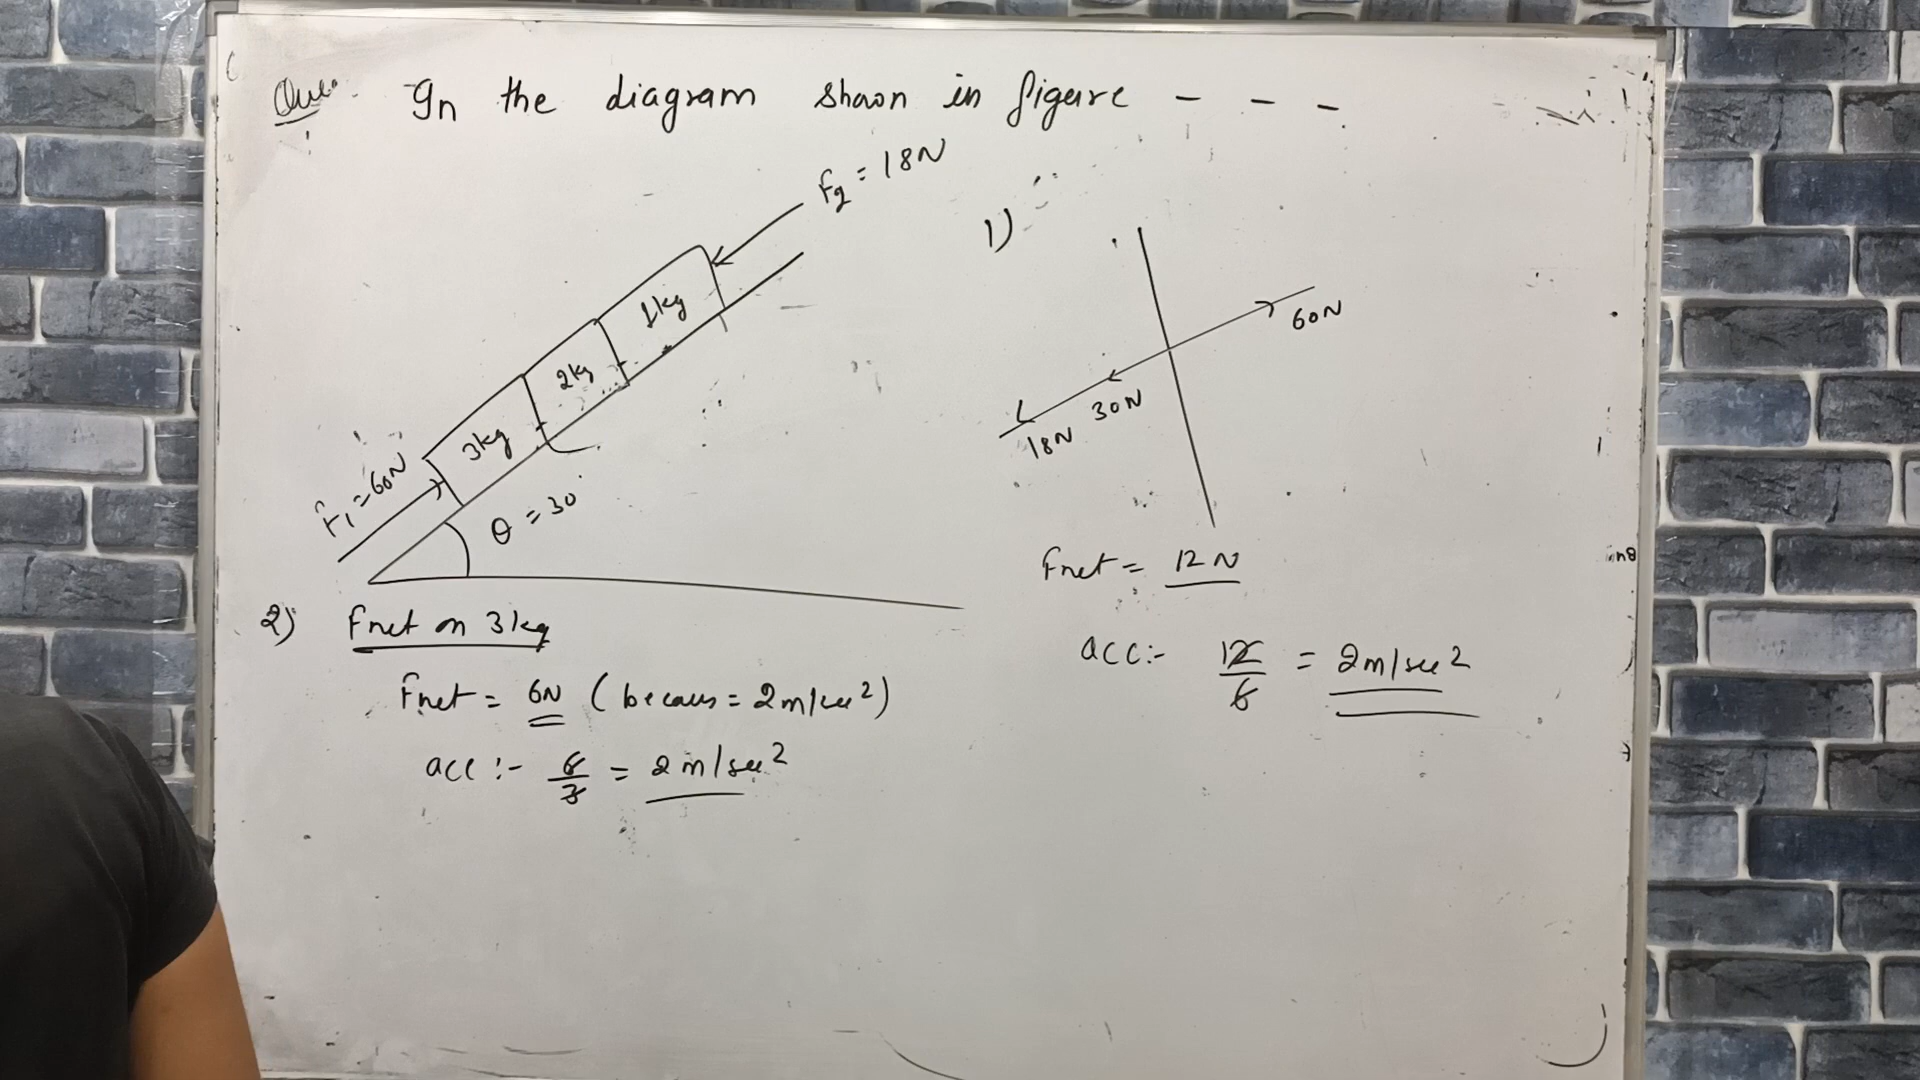 Que. In the diagram shown in figure - - -
F2 = 18N
1kg
2kg
3kg
F1 = 60N
θ = 30°
1)
60N
30N
18N
Fnet = 12N
acc:- 12/6 = 2m/sec2
2) Fnet on 3kg
Fnet = 6N (becaus = 2m/sec2)
acc :- 6/3 = 2m/sec2